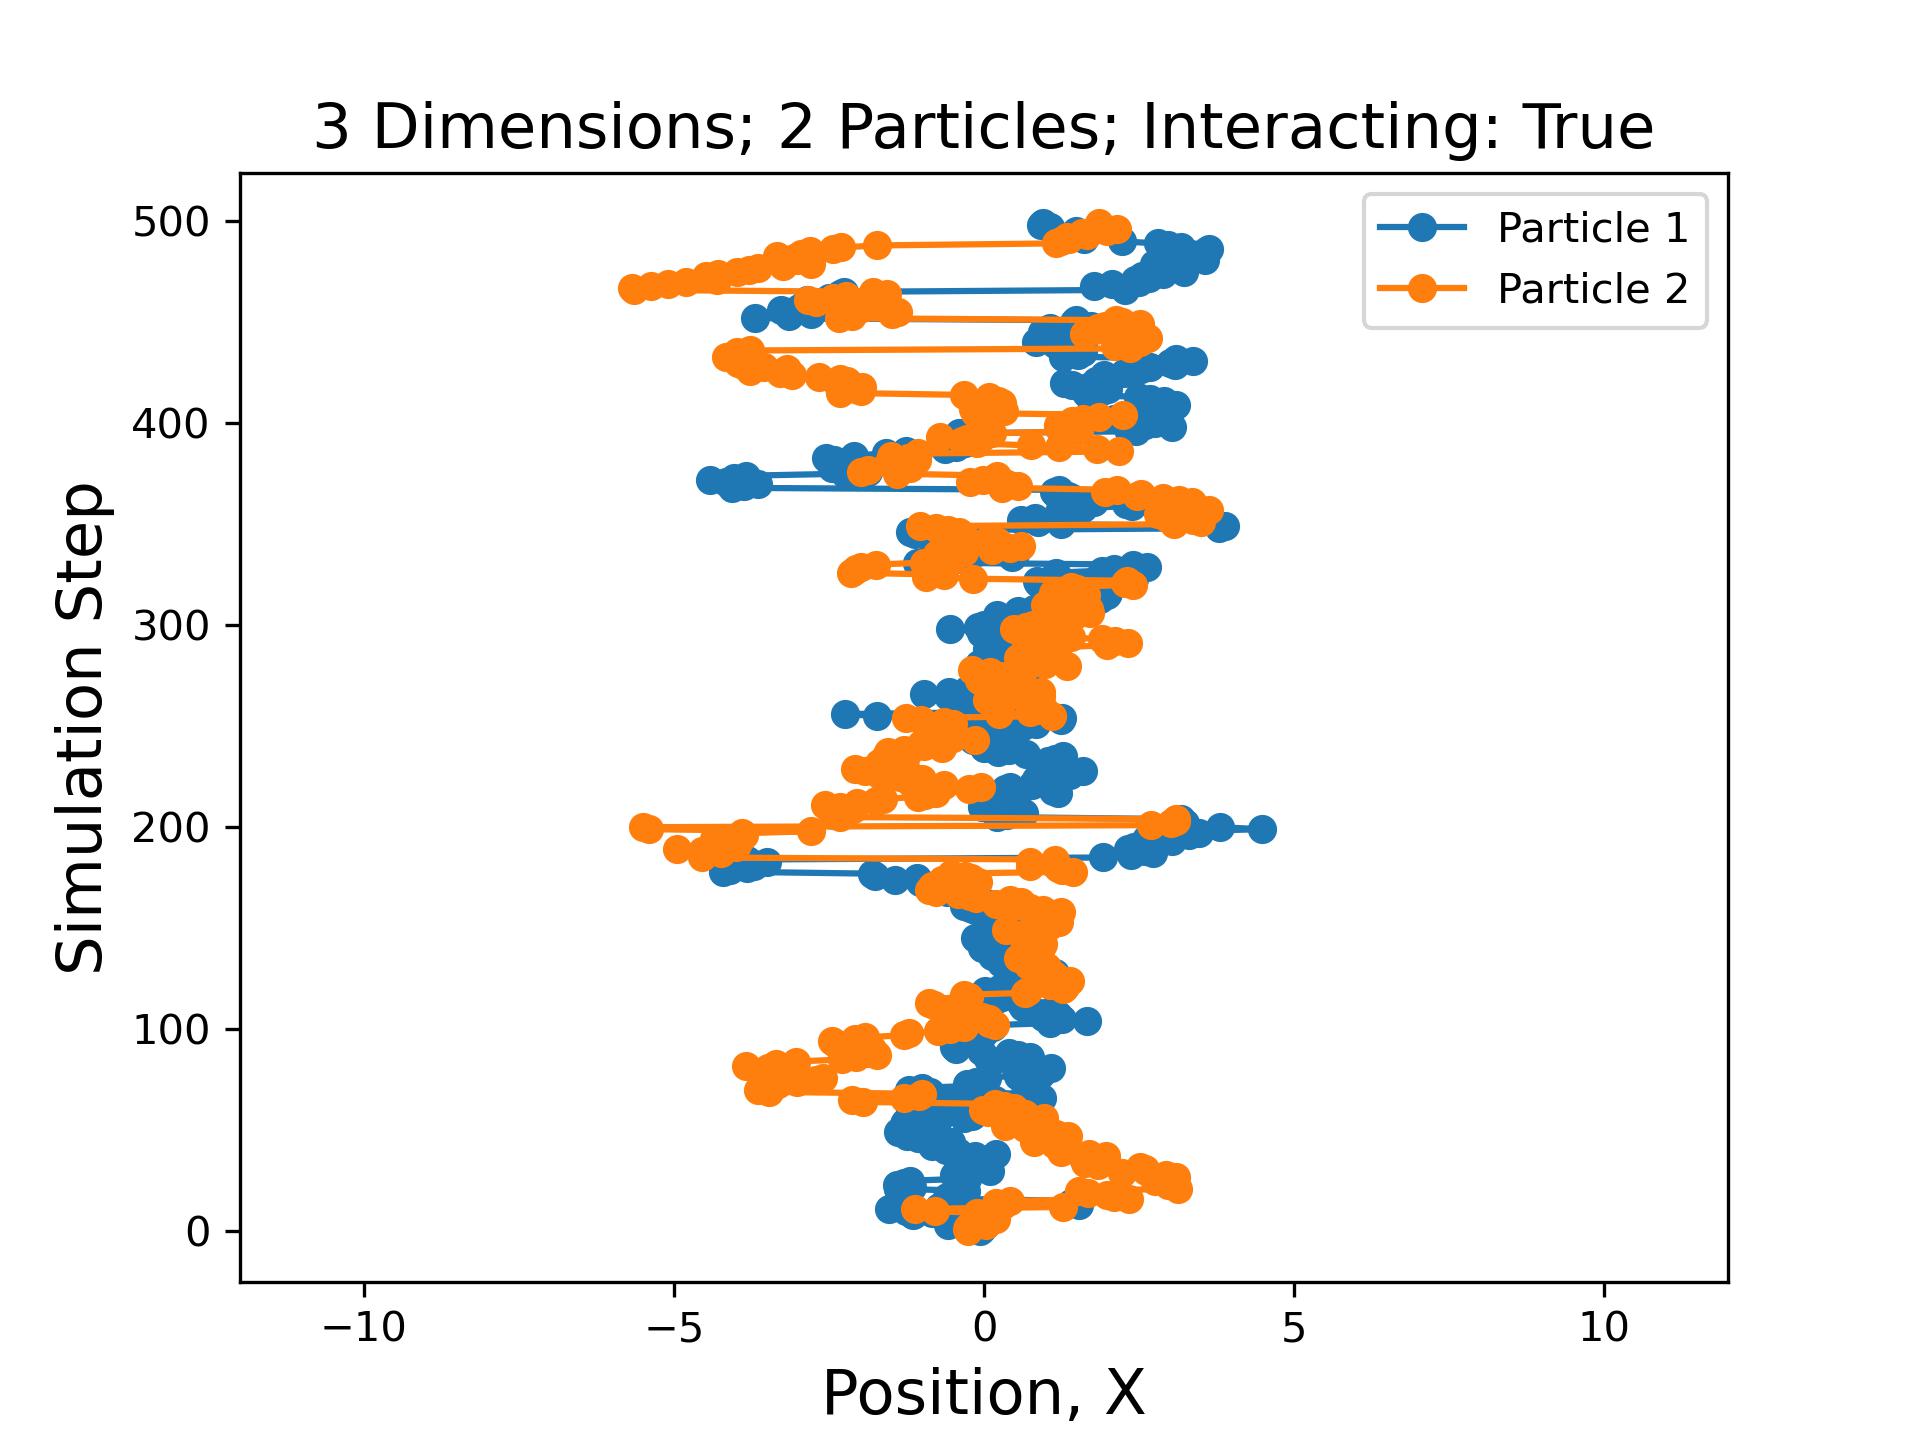 3 Dimensions; 2 Particles; Interacting: True
Particle 1
Particle 2
Simulation Step
500
400
300
200
100
0
−10
−5
0
5
10
Position, X